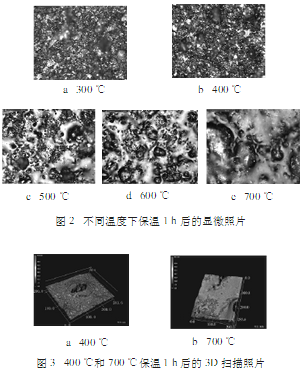 a 300 ℃
b 400 ℃
c 500 ℃
d 600 ℃
e 700 ℃
图 2 不同温度下保温 1 h 后的显微照片
a 400 ℃
b 700 ℃
图 3 400 ℃和 700 ℃保温 1 h 后的 3D 扫描照片